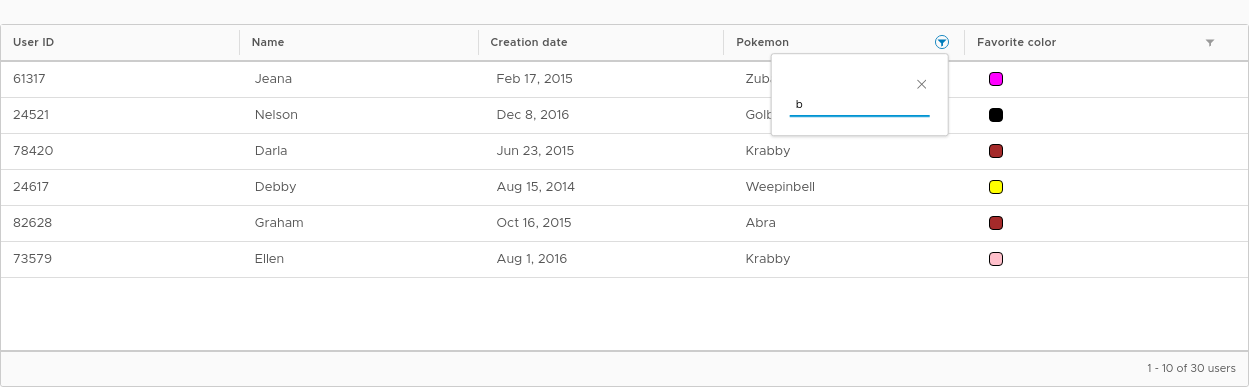 User ID Name Creation date Pokemon Favorite color
61317 Jeana Feb 17, 2015
24521 Nelson Dec 8, 2016
b
78420 Darla Jun 23, 2015 Krabby
24617 Debby Aug 15, 2014 Weepinbell
82628 Graham Oct 16, 2015 Abra
73579 Ellen Aug 1, 2016 Krabby
1 - 10 of 30 users